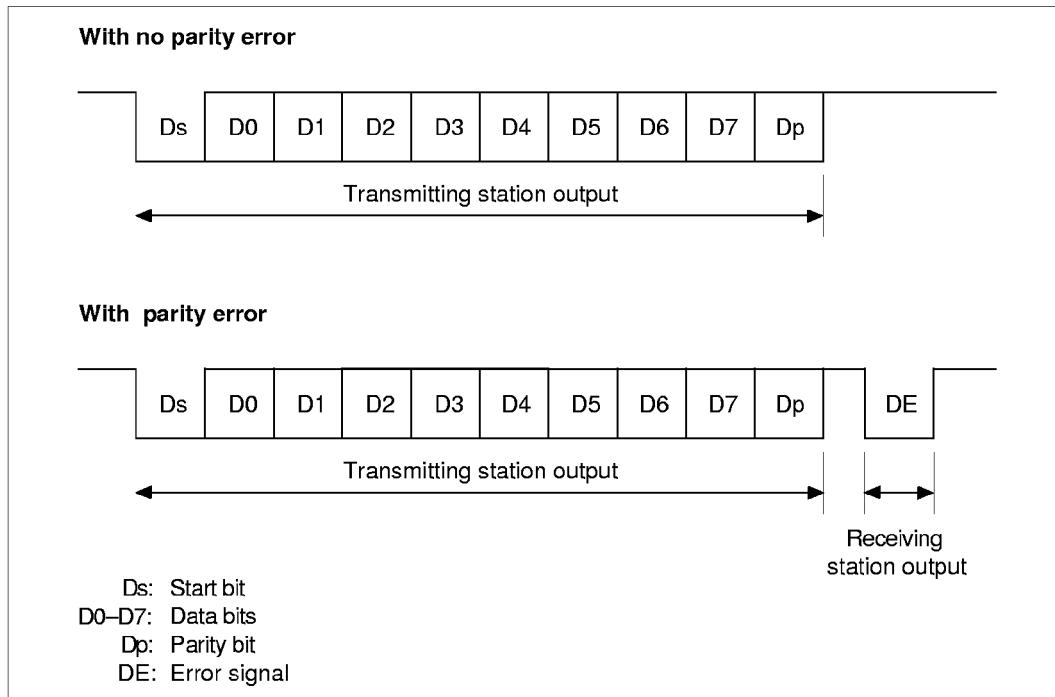 With no parity error
Ds D0 D1 D2 D3 D4 D5 D6 D7 Dp
Transmitting station output
With parity error
Ds D0 D1 D2 D3 D4 D5 D6 D7 Dp DE
Transmitting station output
Receiving
station output
Ds: Start bit
D0–D7: Data bits
Dp: Parity bit
DE: Error signal